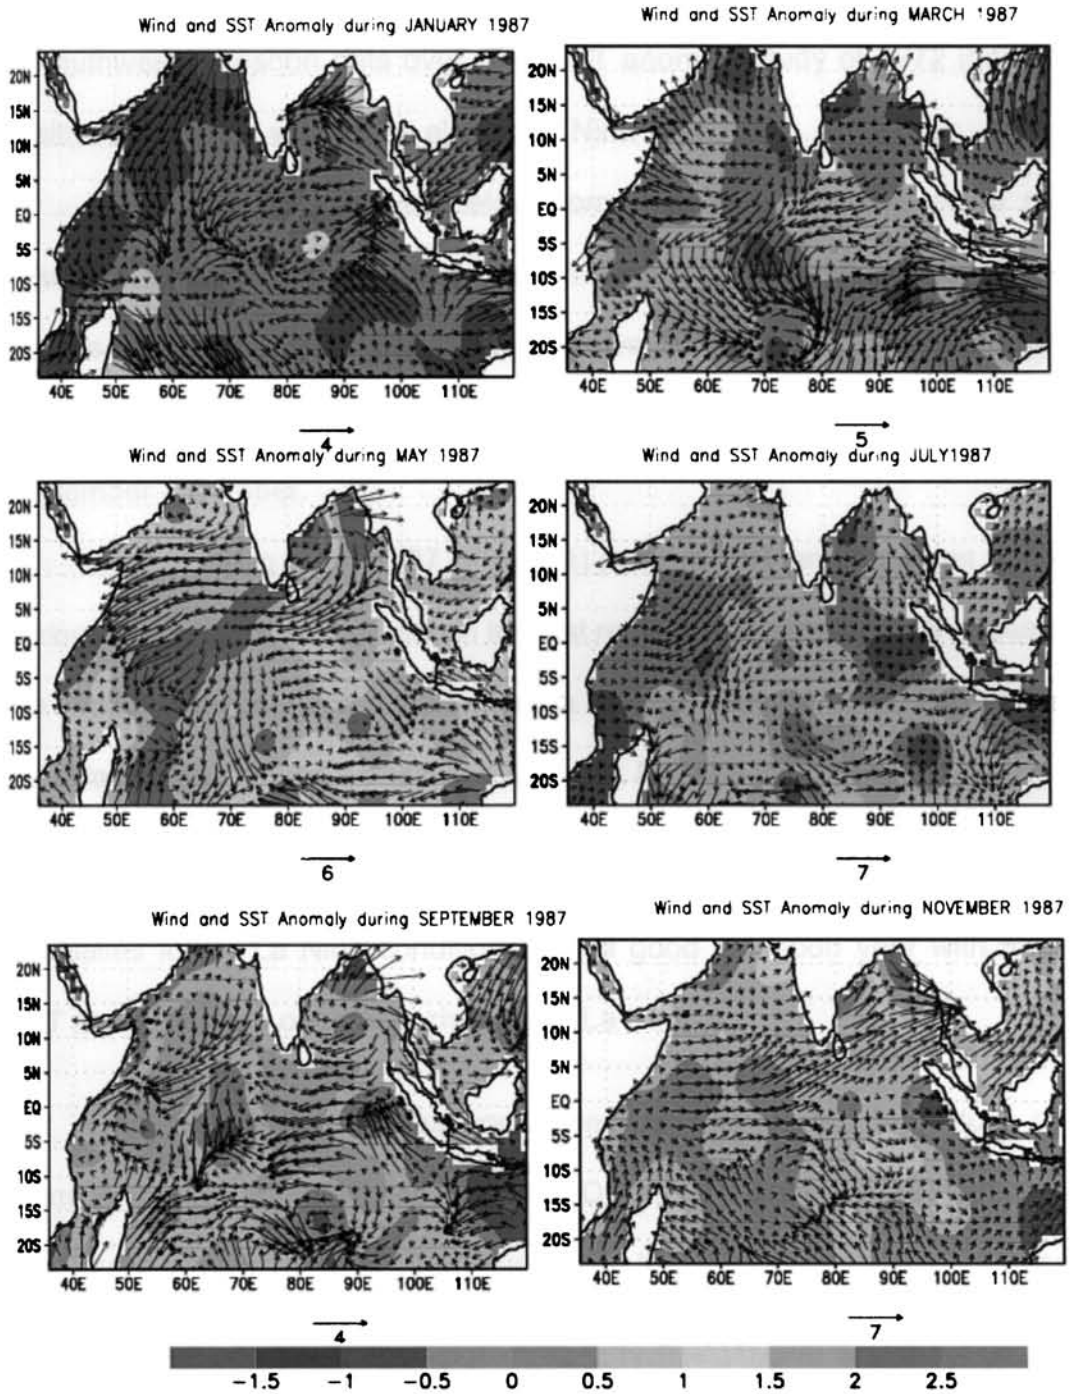 Wind and SST Anomaly during JANUARY 1987
20N
15N
10N
5N
EQ
5S
10S
15S
20S
40E 50E 60E 70E 80E 90E 100E 110E
4
Wind and SST Anomaly during MARCH 1987
20N
15N
10N
5N
EQ
5S
10S
15S
20S
40E 50E 60E 70E 80E 90E 100E 110E
5
Wind and SST Anomaly during MAY 1987
20N
15N
10N
5N
EQ
5S
10S
15S
20S
40E 50E 60E 70E 80E 90E 100E 110E
6
Wind and SST Anomaly during JULY1987
20N
15N
10N
5N
EQ
5S
10S
15S
20S
40E 50E 60E 70E 80E 90E 100E 110E
7
Wind and SST Anomaly during SEPTEMBER 1987
20N
15N
10N
5N
EQ
5S
10S
15S
20S
40E 50E 60E 70E 80E 90E 100E 110E
4
Wind and SST Anomaly during NOVEMBER 1987
20N
15N
10N
5N
EQ
5S
10S
15S
20S
40E 50E 60E 70E 80E 90E 100E 110E
7
-1.5 -1 -0.5 0 0.5 1 1.5 2 2.5